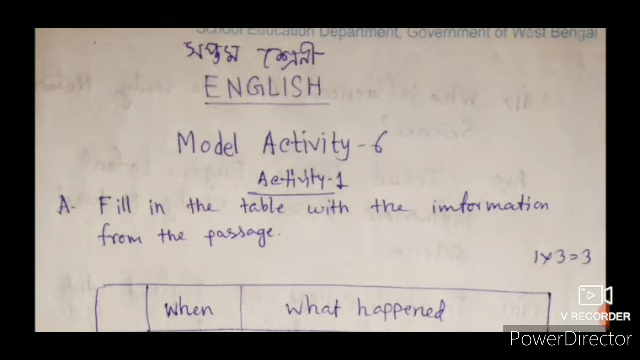 School Education Department, Government of West Bengal
সপ্তম শ্রেনী
ENGLISH
Model Activity - 6
Activity-1
A- Fill in the table with the imformation
from the passage.
1×3=3
when what happened
V RECORDER
PowerDirector